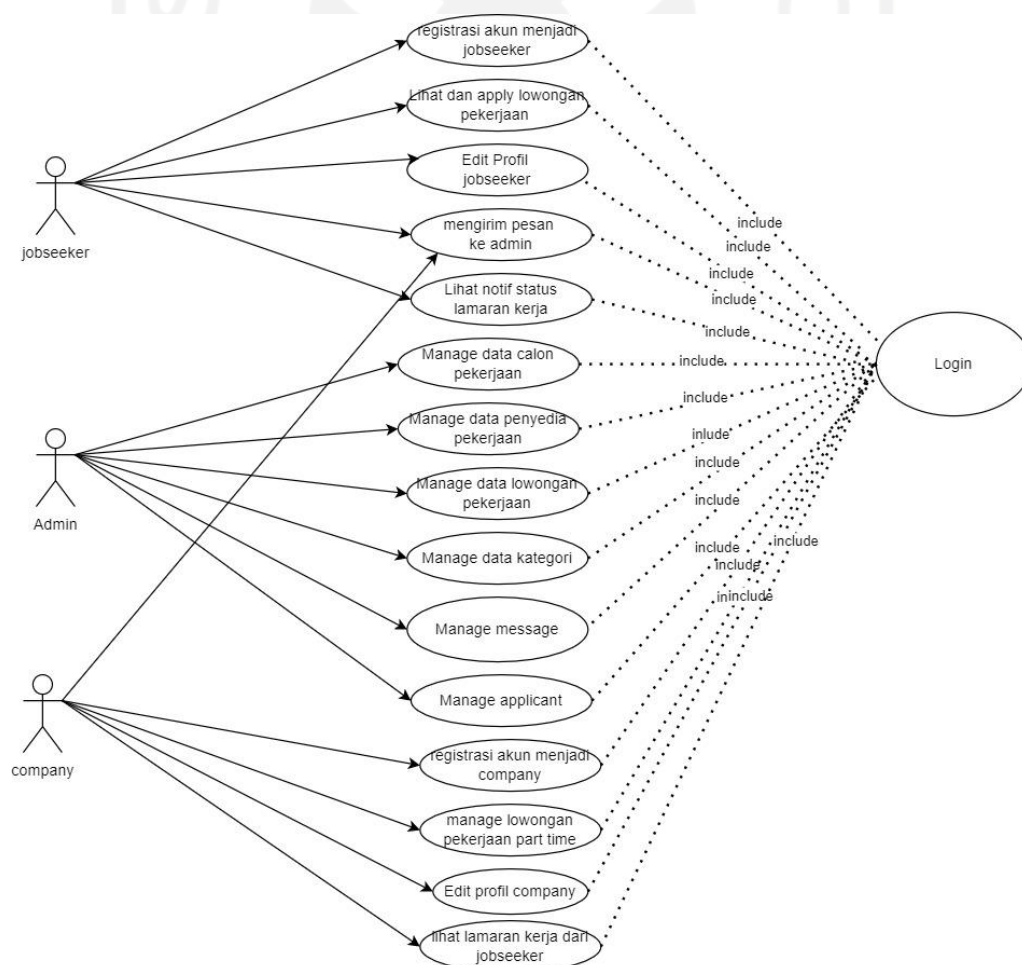 registrasi akun menjadi
jobseeker
Lihat dan apply lowongan
pekerjaan
Edit Profil
jobseeker
mengirim pesan
ke admin
Lihat notif status
lamaran kerja
Manage data calon
pekerjaan
Manage data penyedia
pekerjaan
Manage data lowongan
pekerjaan
Manage data kategori
Manage message
Manage applicant
registrasi akun menjadi
company
manage lowongan
pekerjaan part time
Edit profil company
lihat lamaran kerja dari
jobseeker
jobseeker
Admin
company
include
include
include
include
include
include
include
inlude
include
include
include
include
include
include
Login